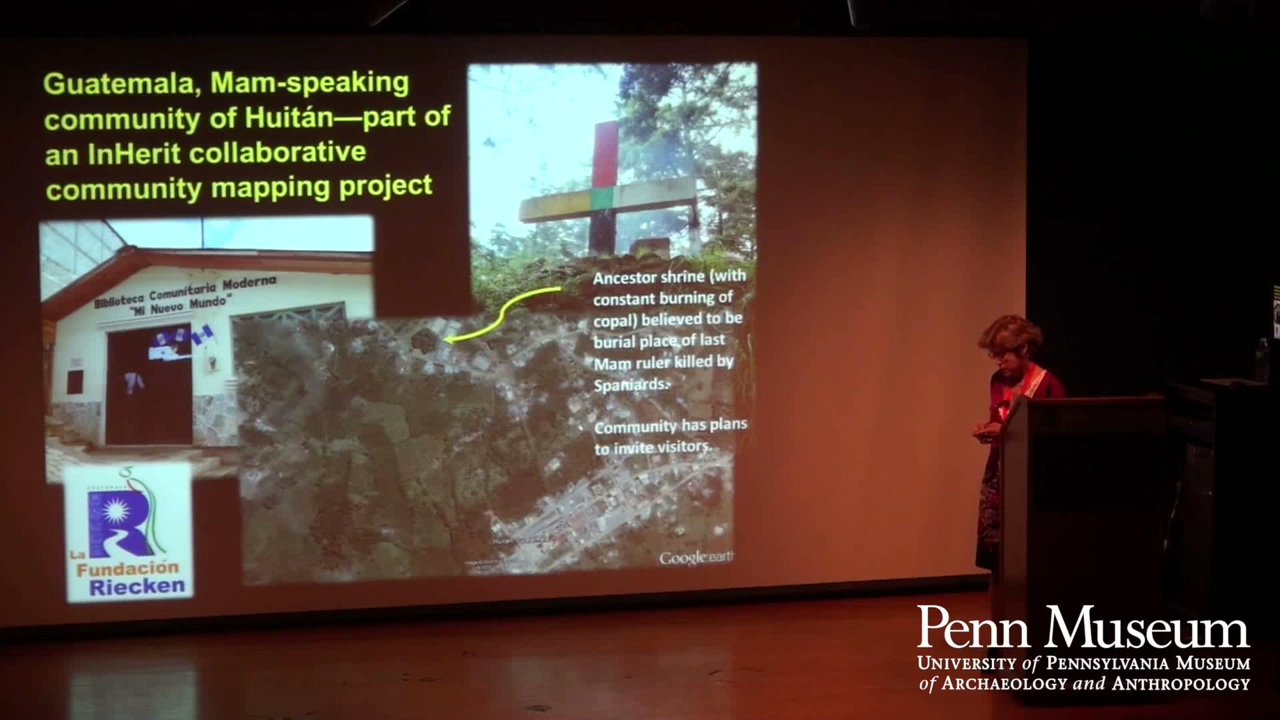 Guatemala, Mam-speaking
community of Huitán—part of
an InHerit collaborative
community mapping project
Biblioteca Comunitaria Moderna
"Mi Nuevo Mundo"
Ancestor shrine (with
constant burning of
copal) believed to be
burial place of last
Mam ruler killed by
Spaniards.
Community has plans
to invite visitors.
La
Fundación
Riecken
Google earth
Penn Museum
UNIVERSITY of PENNSYLVANIA MUSEUM
of ARCHAEOLOGY and ANTHROPOLOGY